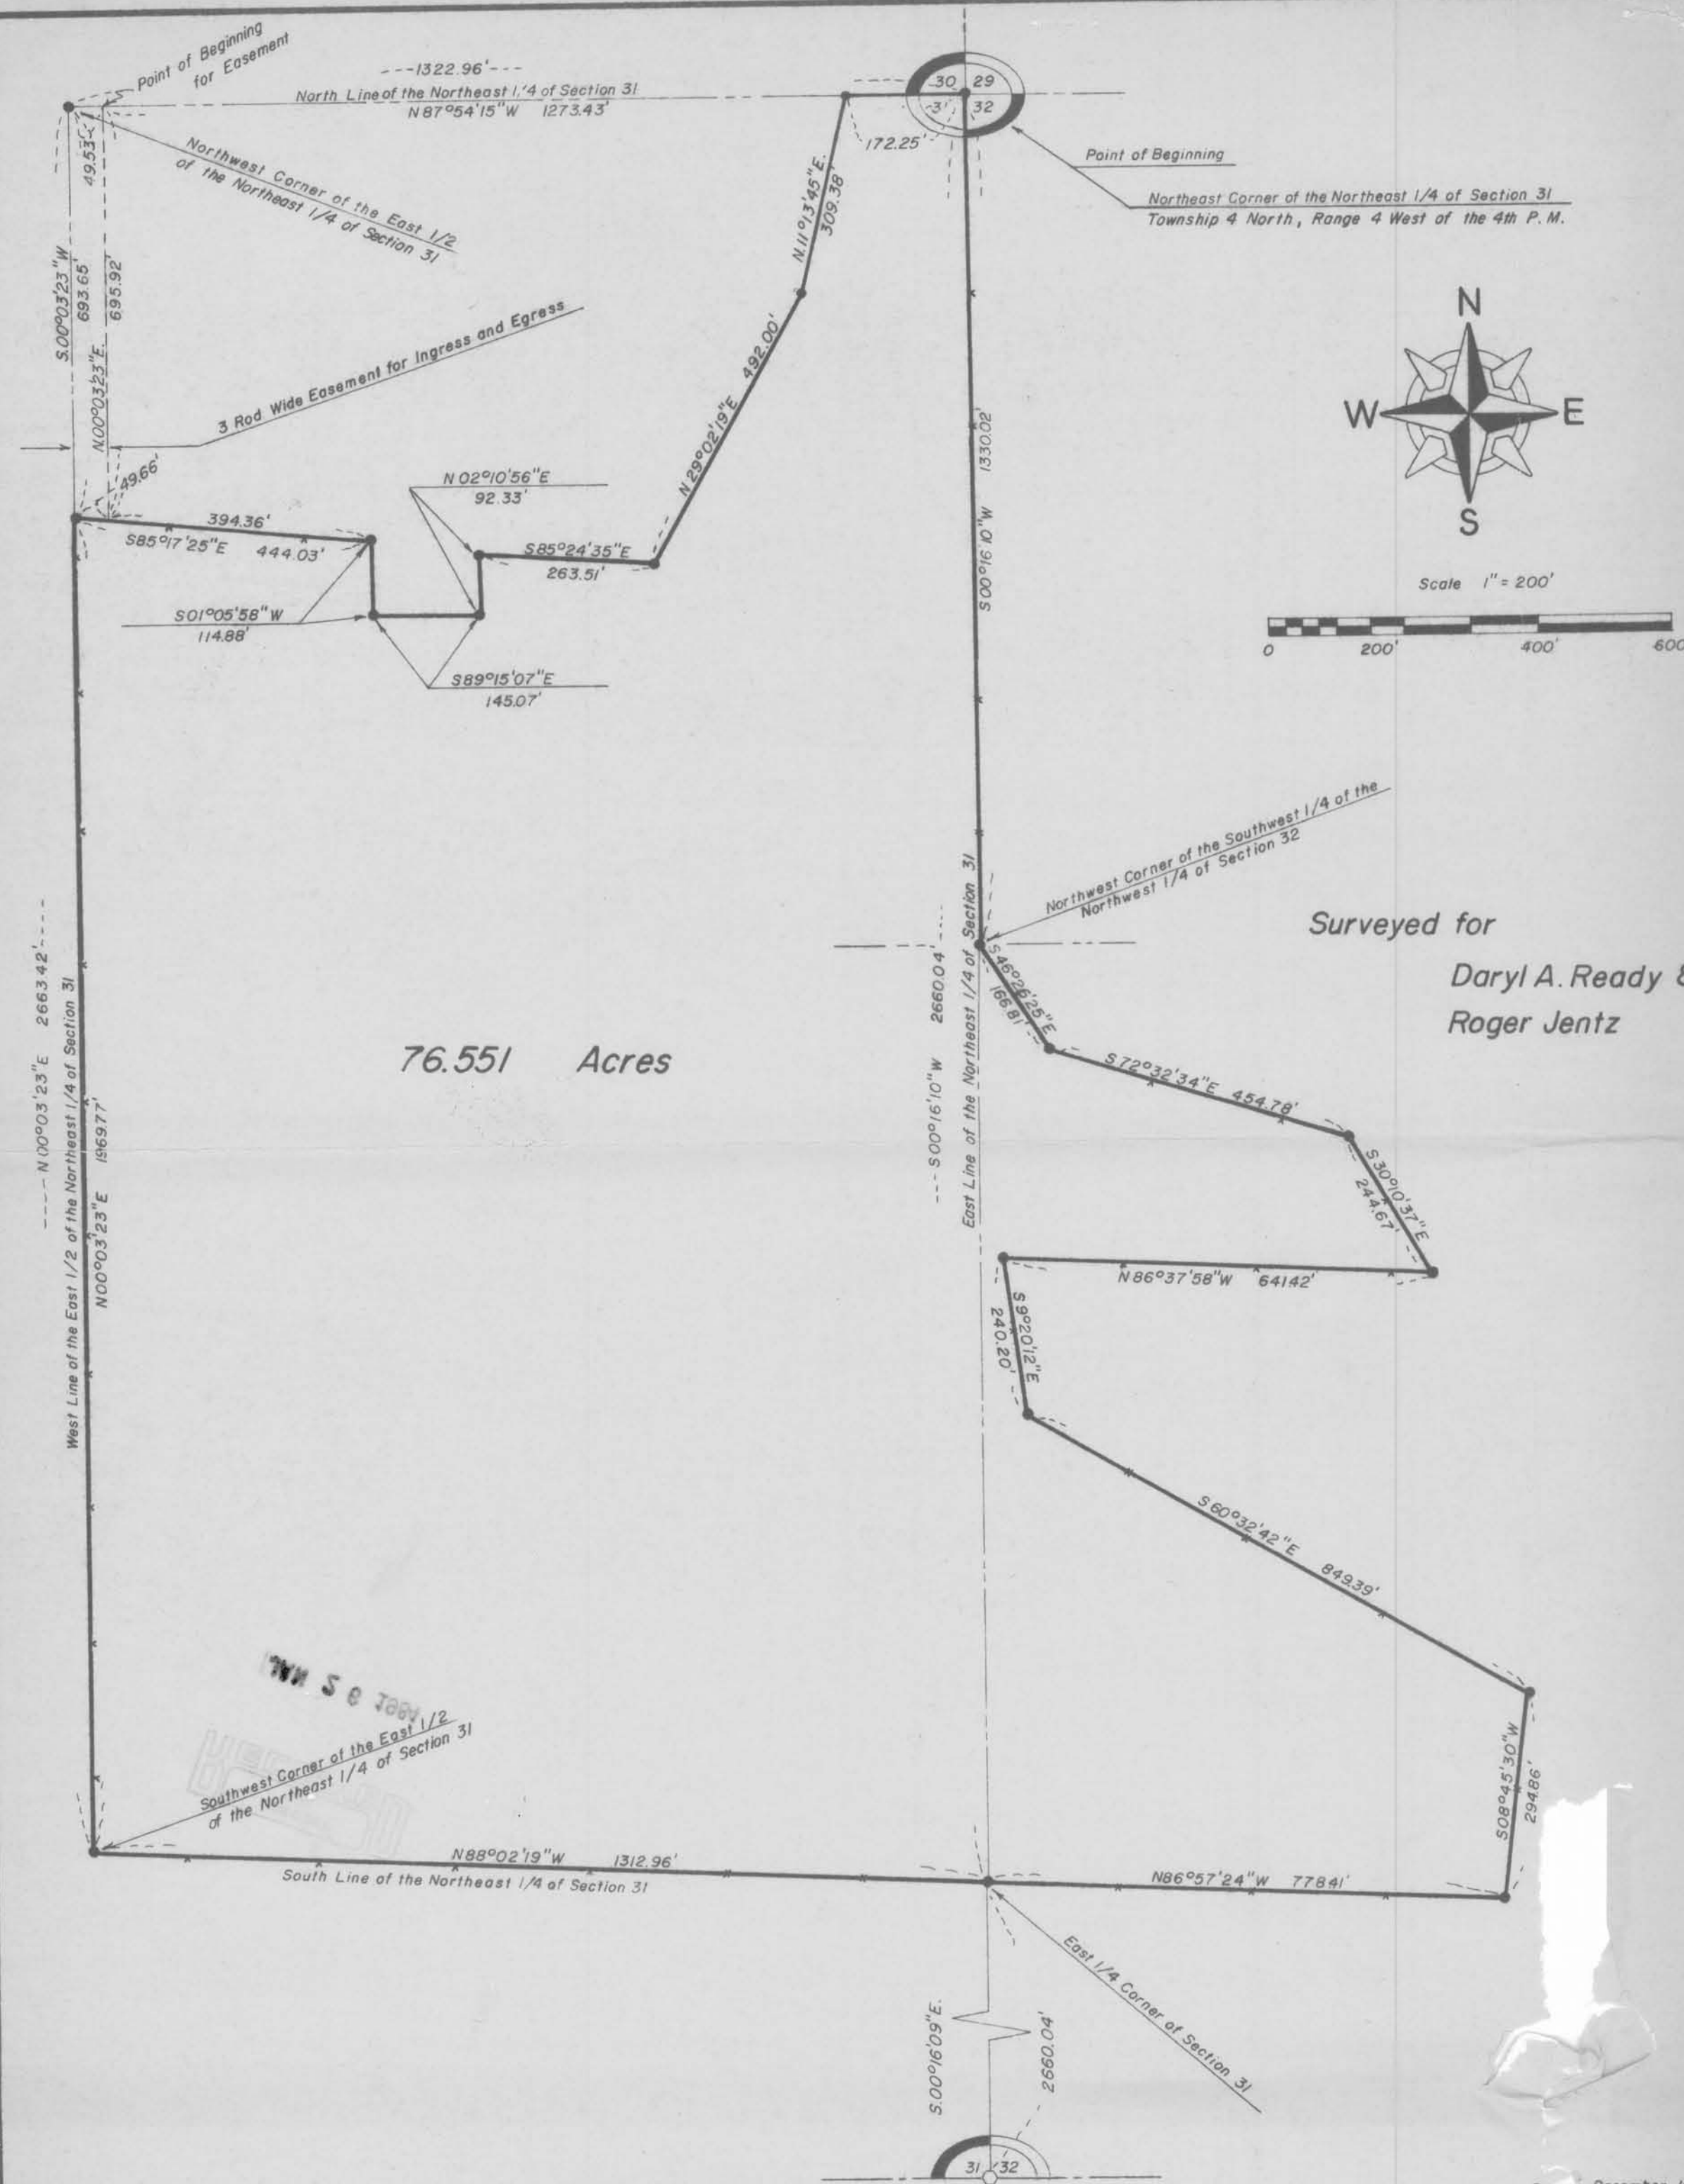 Point of Beginning
for Easement
---1322.96'---
North Line of the Northeast 1/4 of Section 31
N87°54'15"W 1273.43'
30 29
31 32
172.25'
Point of Beginning
Northeast Corner of the Northeast 1/4 of Section 31
Township 4 North, Range 4 West of the 4th P. M.
49.53'
Northwest Corner of the East 1/2
of the Northeast 1/4 of Section 31
N.11°13'45"E.
309.38'
S.00°03'23"W
693.65'
695.92'
N.00°03'23"E.
3 Rod Wide Easement for Ingress and Egress
N 29°02'19"E 492.00'
N
W E
S
49.66'
394.36'
S85°17'25"E 444.03'
N 02°10'56"E
92.33'
S85°24'35"E
263.51'
S00°16'10"W 1330.02'
Scale 1"= 200'
0 200' 400' 600
S01°05'58"W
114.88'
S89°15'07"E
145.07'
Northwest Corner of the Southwest 1/4 of the
Northwest 1/4 of Section 32
Surveyed for
Daryl A. Ready &
Roger Jentz
S46°26'25"E
166.81'
S72°32'34"E 454.78'
76.551 Acres
----N00°03'23"E 2663.42'----
West Line of the East 1/2 of the Northeast 1/4 of Section 31
N00°03'23"E 1969.77'
---S00°16'10"W 2660.04'---
East Line of the Northeast 1/4 of Section 31
S30°10'37"E
244.67'
N86°37'58"W 641.42'
S9°20'12"E
240.20'
S60°32'42"E 849.39'
JAN 26 1981
Southwest Corner of the East 1/2
of the Northeast 1/4 of Section 31
S08°45'30"W
294.86'
N88°02'19"W 1312.96'
South Line of the Northeast 1/4 of Section 31
N86°57'24"W 778.41'
East 1/4 Corner of Section 31
S.00°16'09"E.
2660.04'
31 32